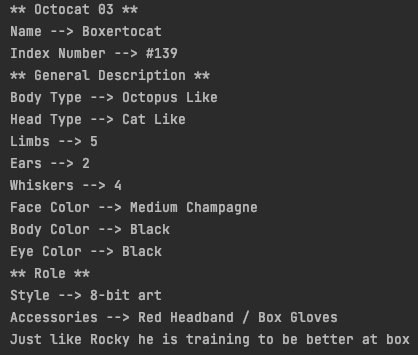 ** Octocat 03 **
Name --> Boxertocat
Index Number --> #139
** General Description **
Body Type --> Octopus Like
Head Type --> Cat Like
Limbs --> 5
Ears --> 2
Whiskers --> 4
Face Color --> Medium Champagne
Body Color --> Black
Eye Color --> Black
** Role **
Style --> 8-bit art
Accessories --> Red Headband / Box Gloves
Just like Rocky he is training to be better at box